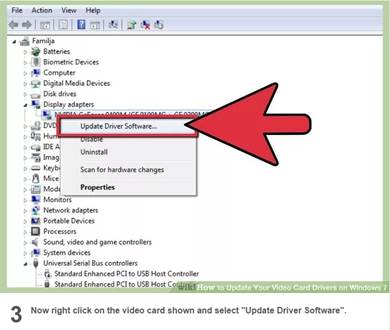 File Action View Help
Familja
Batteries
Biometric Devices
Computer
Digital Media Devices
Disk drives
Display adapters
NVIDIA GeForce
DVD
Update Driver Software...
Hum
Disable
IDE A
Uninstall
Imag
Keybo
Scan for hardware changes
Mice
Mode
Properties
Monitors
Network adapters
Portable Devices
Processors
Sound, video and game controllers
System devices
Universal Serial Bus controllers
Standard Enhanced PCI to USB Host Controller
Standard Enhanced PCI to USB Host Controller
wikiHow to Update Your Video Card Drivers on Windows 7
3 Now right click on the video card shown and select "Update Driver Software".